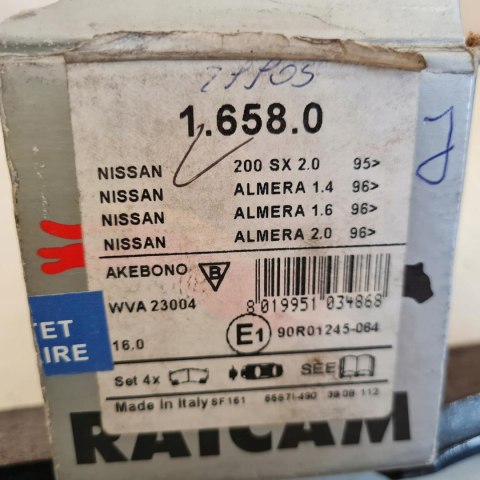 1.658.0
NISSAN 200 SX 2.0 95>
NISSAN ALMERA 1.4 96>
NISSAN ALMERA 1.6 96>
NISSAN ALMERA 2.0 96>
AKEBONO B
WVA 23004
8 019951 034868
16.0
E1 90R01245-064
TET
IRE
Set 4x SEE
Made in Italy SF161
RAICAM